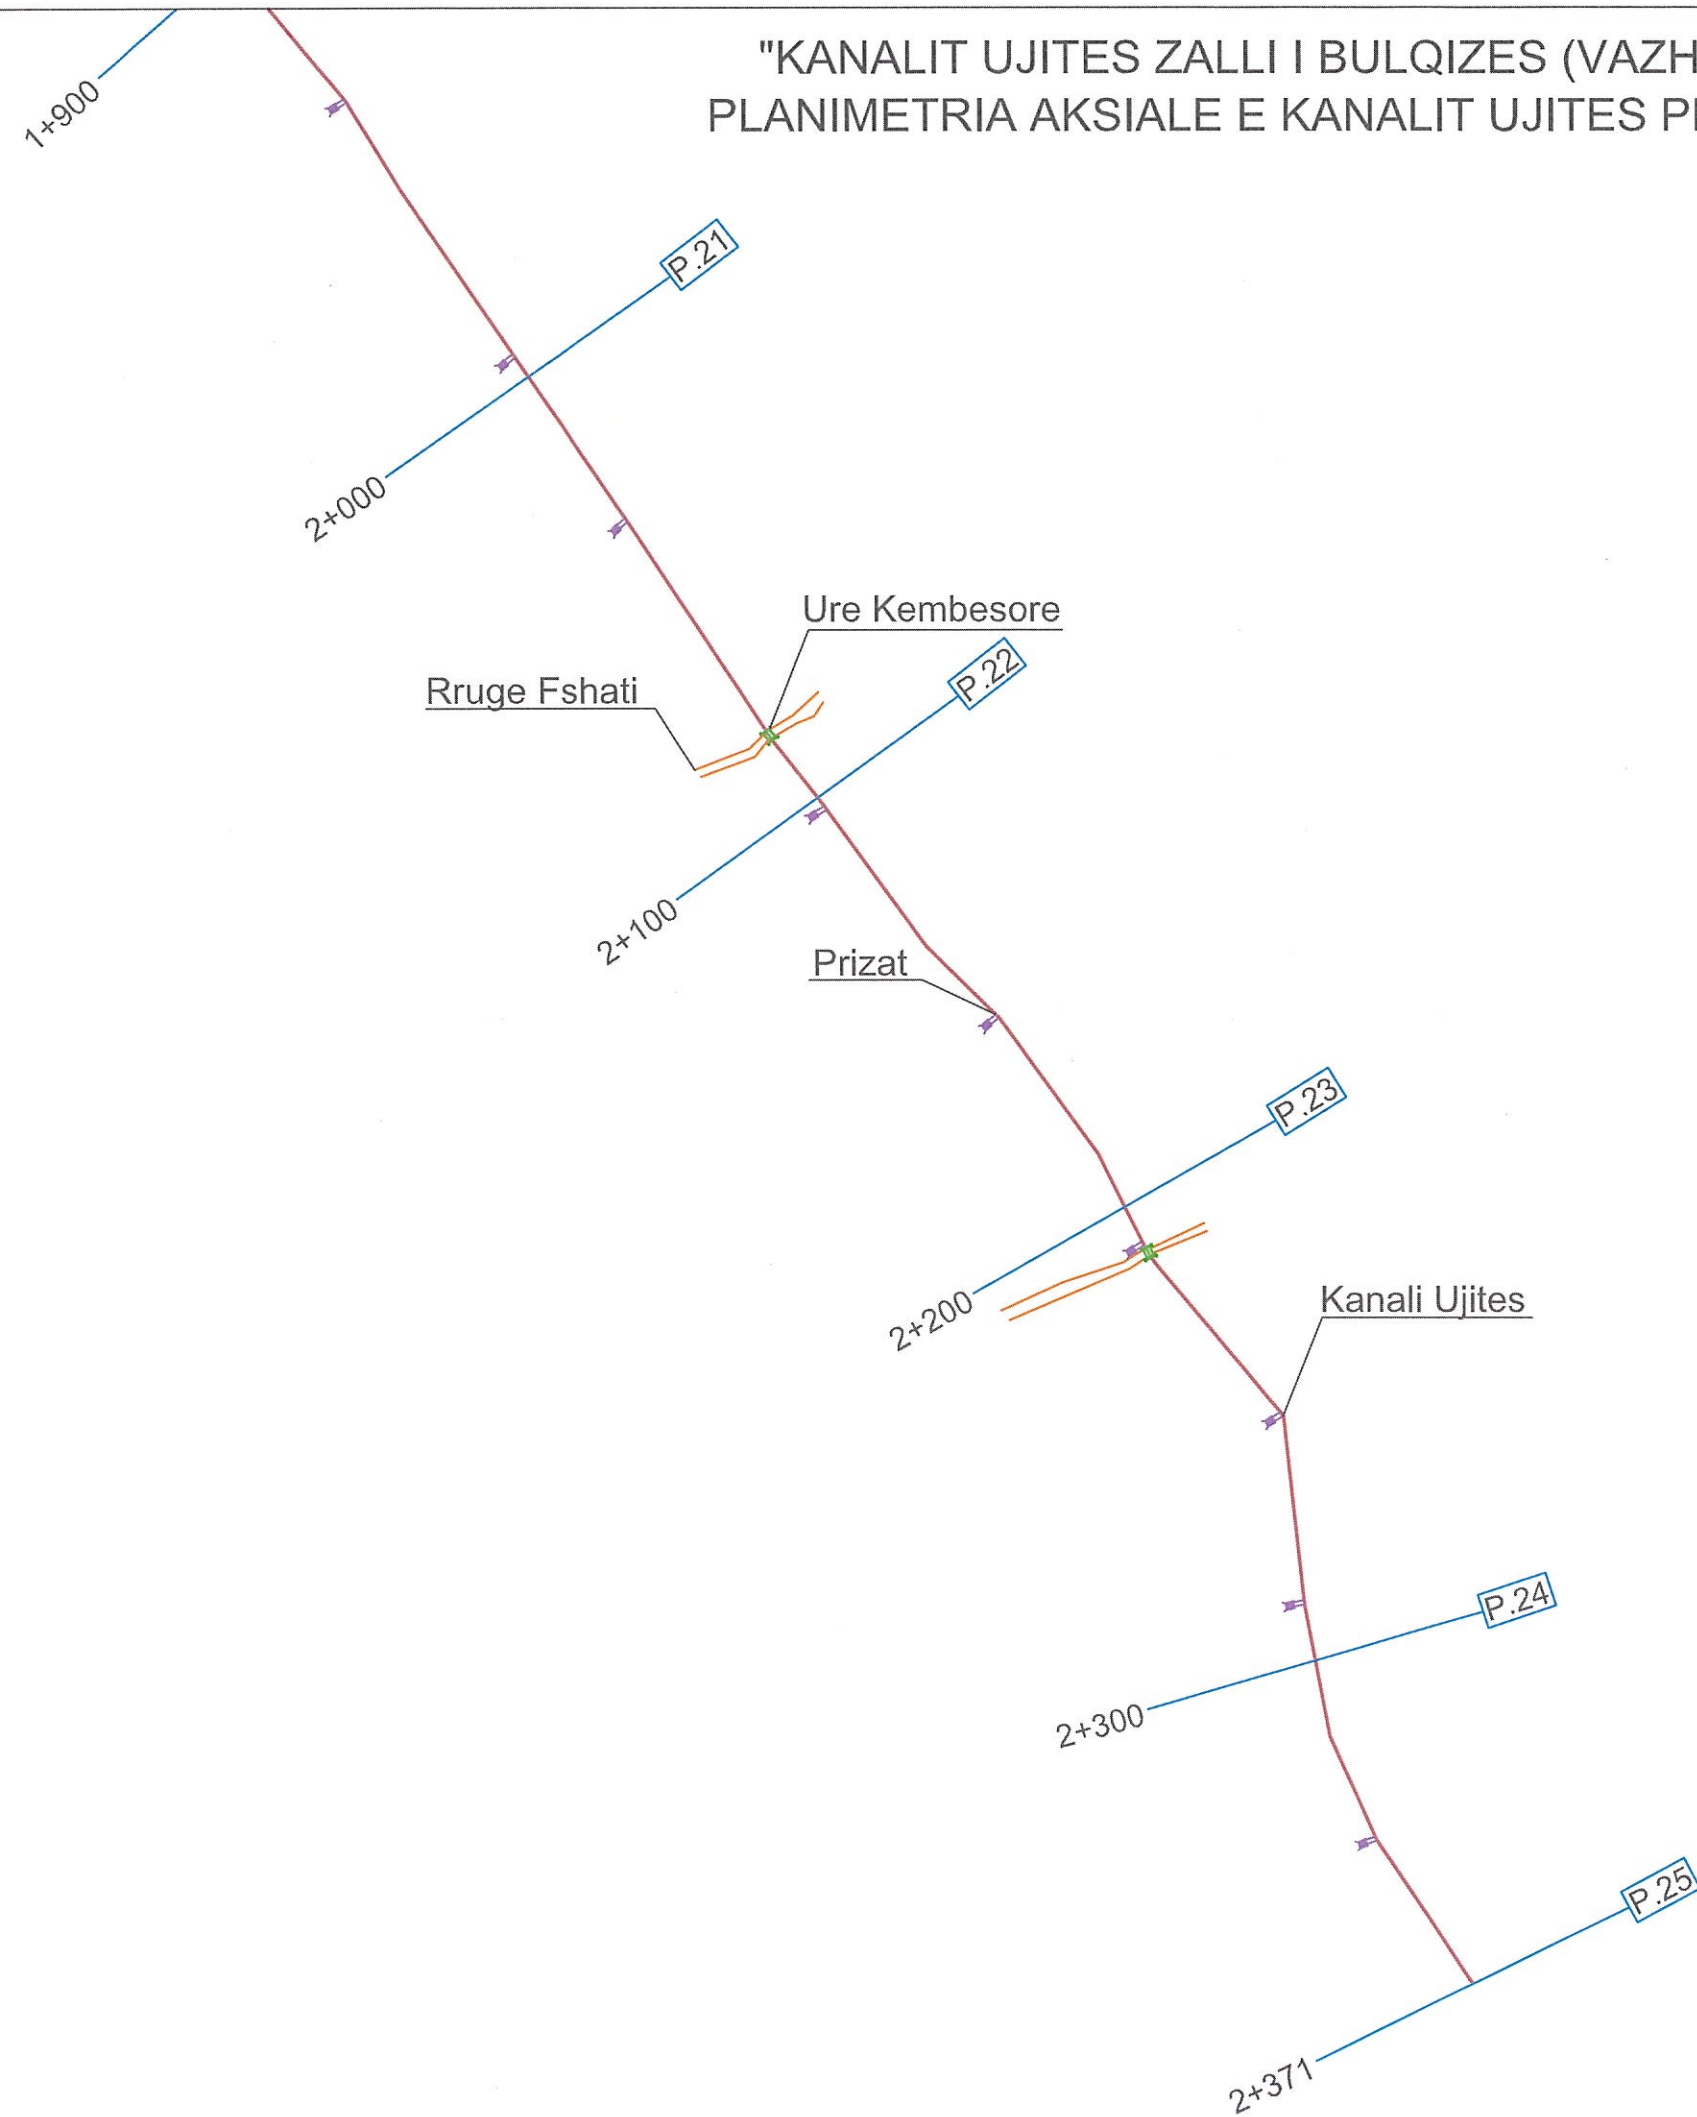 "KANALIT UJITES ZALLI I BULQIZES (VAZH
PLANIMETRIA AKSIALE E KANALIT UJITES
1+900
P.21
2+000
Ure Kembesore
Rruge Fshati
P.22
2+100
Prizat
P.23
2+200
Kanali Ujites
P.24
2+300
P.25
2+371